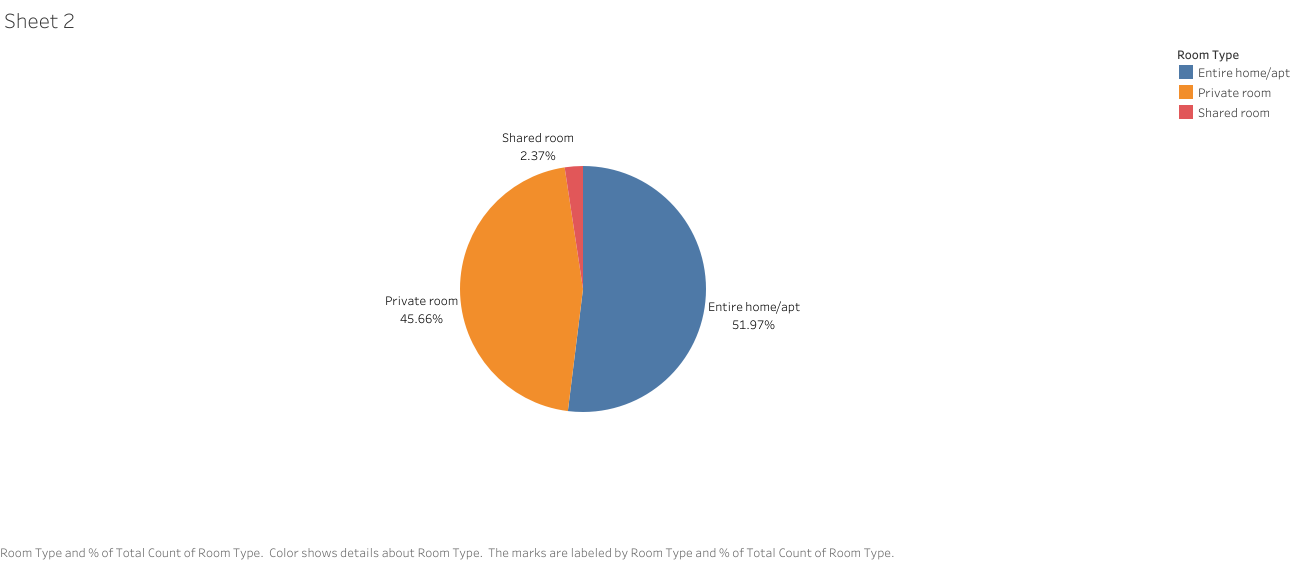 Sheet 2
Room Type
Entire home/apt
Private room
Shared room
Shared room
2.37%
Private room
45.66%
Entire home/apt
51.97%
Room Type and % of Total Count of Room Type.  Color shows details about Room Type.  The marks are labeled by Room Type and % of Total Count of Room Type.